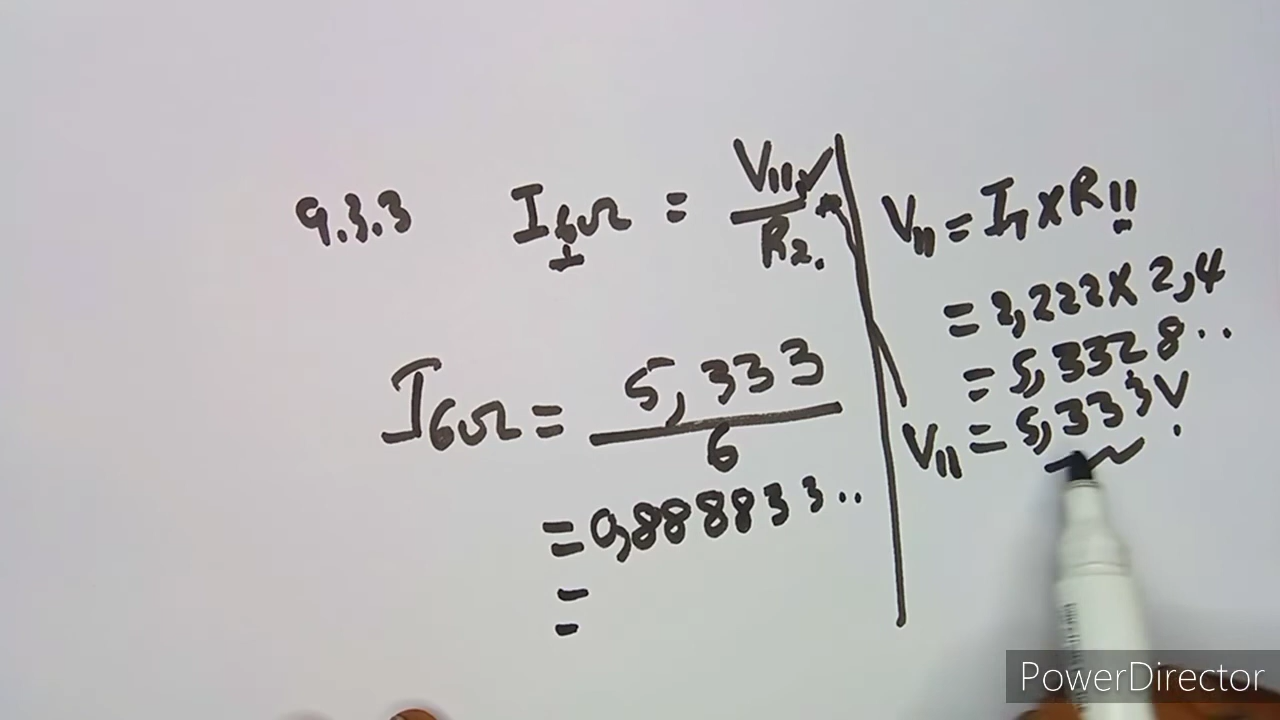 9.3.3 I6Ω = V||/R2.
I6Ω = 5,333/6
= 0,888833..
=
V|| = IT X R||
= 2,222 X 2,4
= 5,3328..
V|| = 5,333V.
PowerDirector